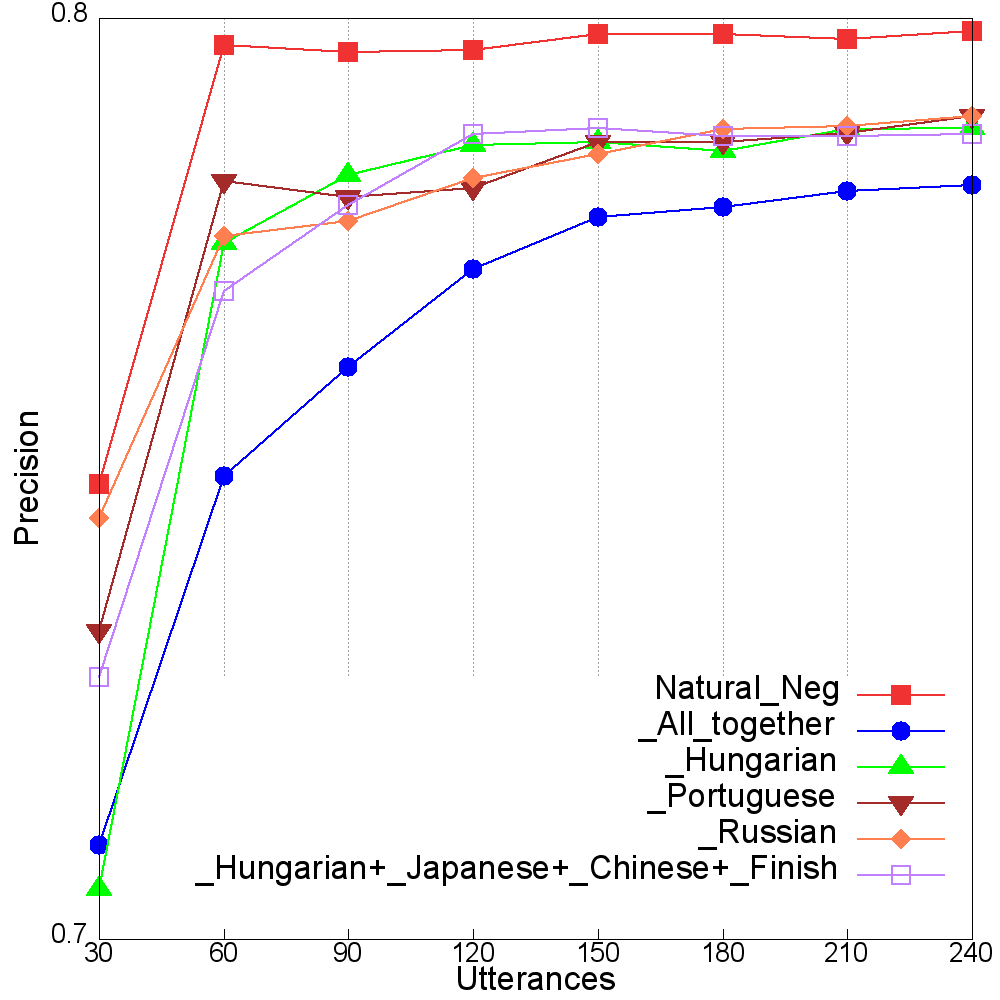 0.8
Precision
Natural_Neg
_All_together
_Hungarian
_Portuguese
_Russian
_Hungarian+_Japanese+_Chinese+_Finish
0.7
30 60 90 120 150 180 210 240
Utterances